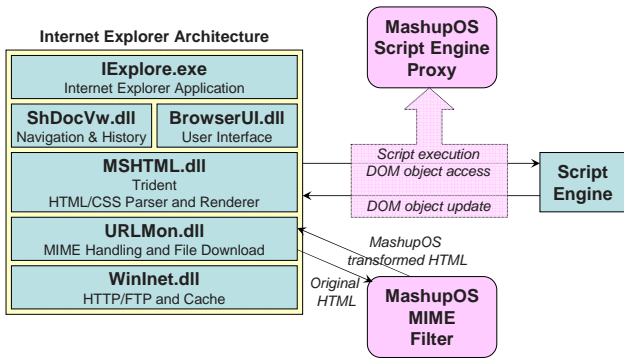 Internet Explorer Architecture
IExplore.exe
Internet Explorer Application
ShDocVw.dll
Navigation & History
BrowserUI.dll
User Interface
MSHTML.dll
Trident
HTML/CSS Parser and Renderer
URLMon.dll
MIME Handling and File Download
WinInet.dll
HTTP/FTP and Cache
MashupOS
Script Engine
Proxy
Script execution
DOM object access
DOM object update
Script
Engine
MashupOS
transformed HTML
Original
HTML
MashupOS
MIME
Filter